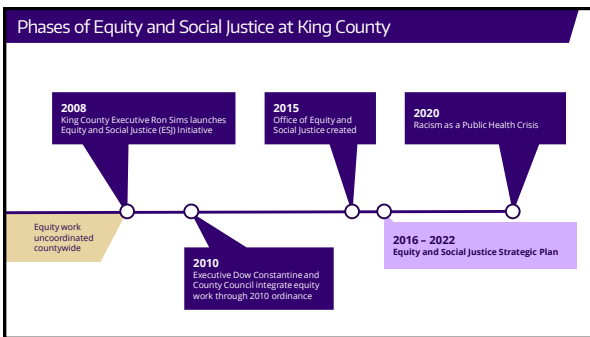 Phases of Equity and Social Justice at King County
2008
King County Executive Ron Sims launches
Equity and Social Justice (ESJ) Initiative
2015
Office of Equity and
Social Justice created
2020
Racism as a Public Health Crisis
Equity work
uncoordinated
countywide
2010
Executive Dow Constantine and
County Council integrate equity
work through 2010 ordinance
2016 – 2022
Equity and Social Justice Strategic Plan